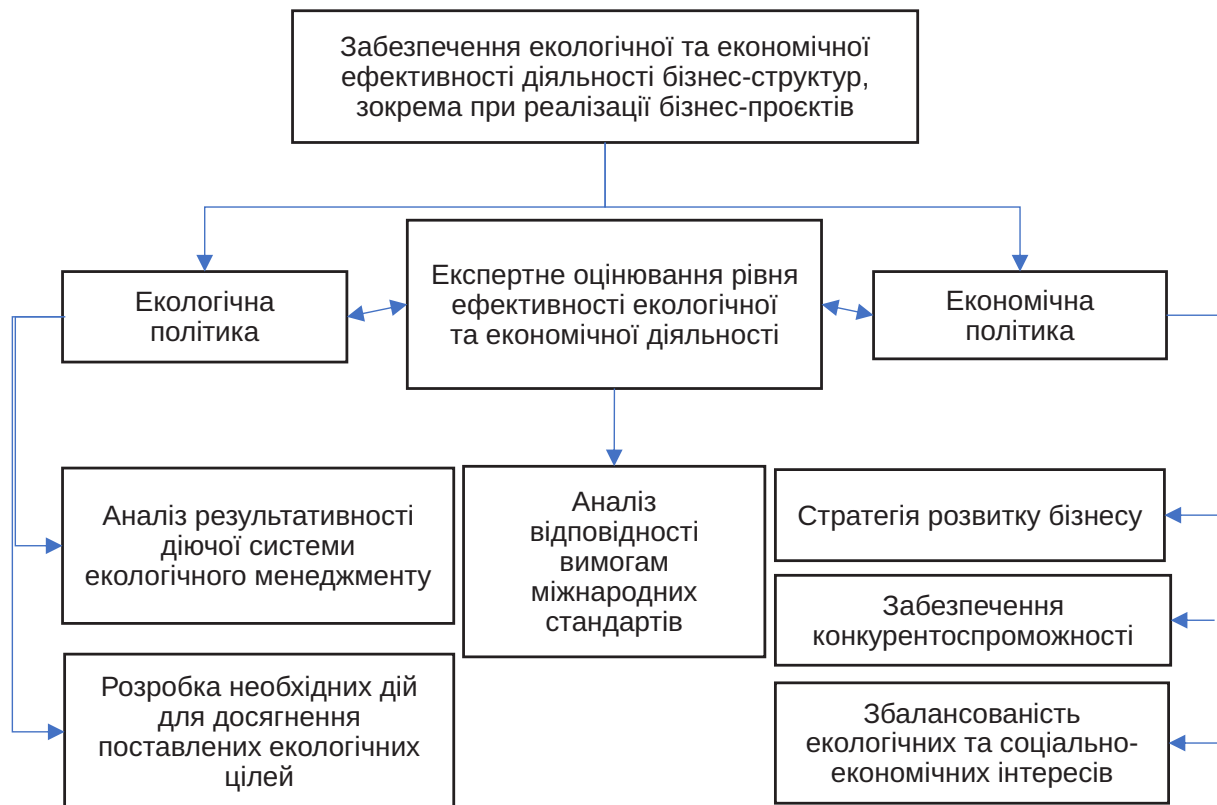 Забезпечення екологічної та економічної
ефективності діяльності бізнес-структур,
зокрема при реалізації бізнес-проєктів
Екологічна
політика
Експертне оцінювання рівня
ефективності екологічної
та економічної діяльності
Економічна
політика
Аналіз результативності
діючої системи
екологічного менеджменту
Аналіз
відповідності
вимогам
міжнародних
стандартів
Стратегія розвитку бізнесу
Забезпечення
конкурентоспроможності
Розробка необхідних дій
для досягнення
поставлених екологічних
цілей
Збалансованість
екологічних та соціально-
економічних інтересів